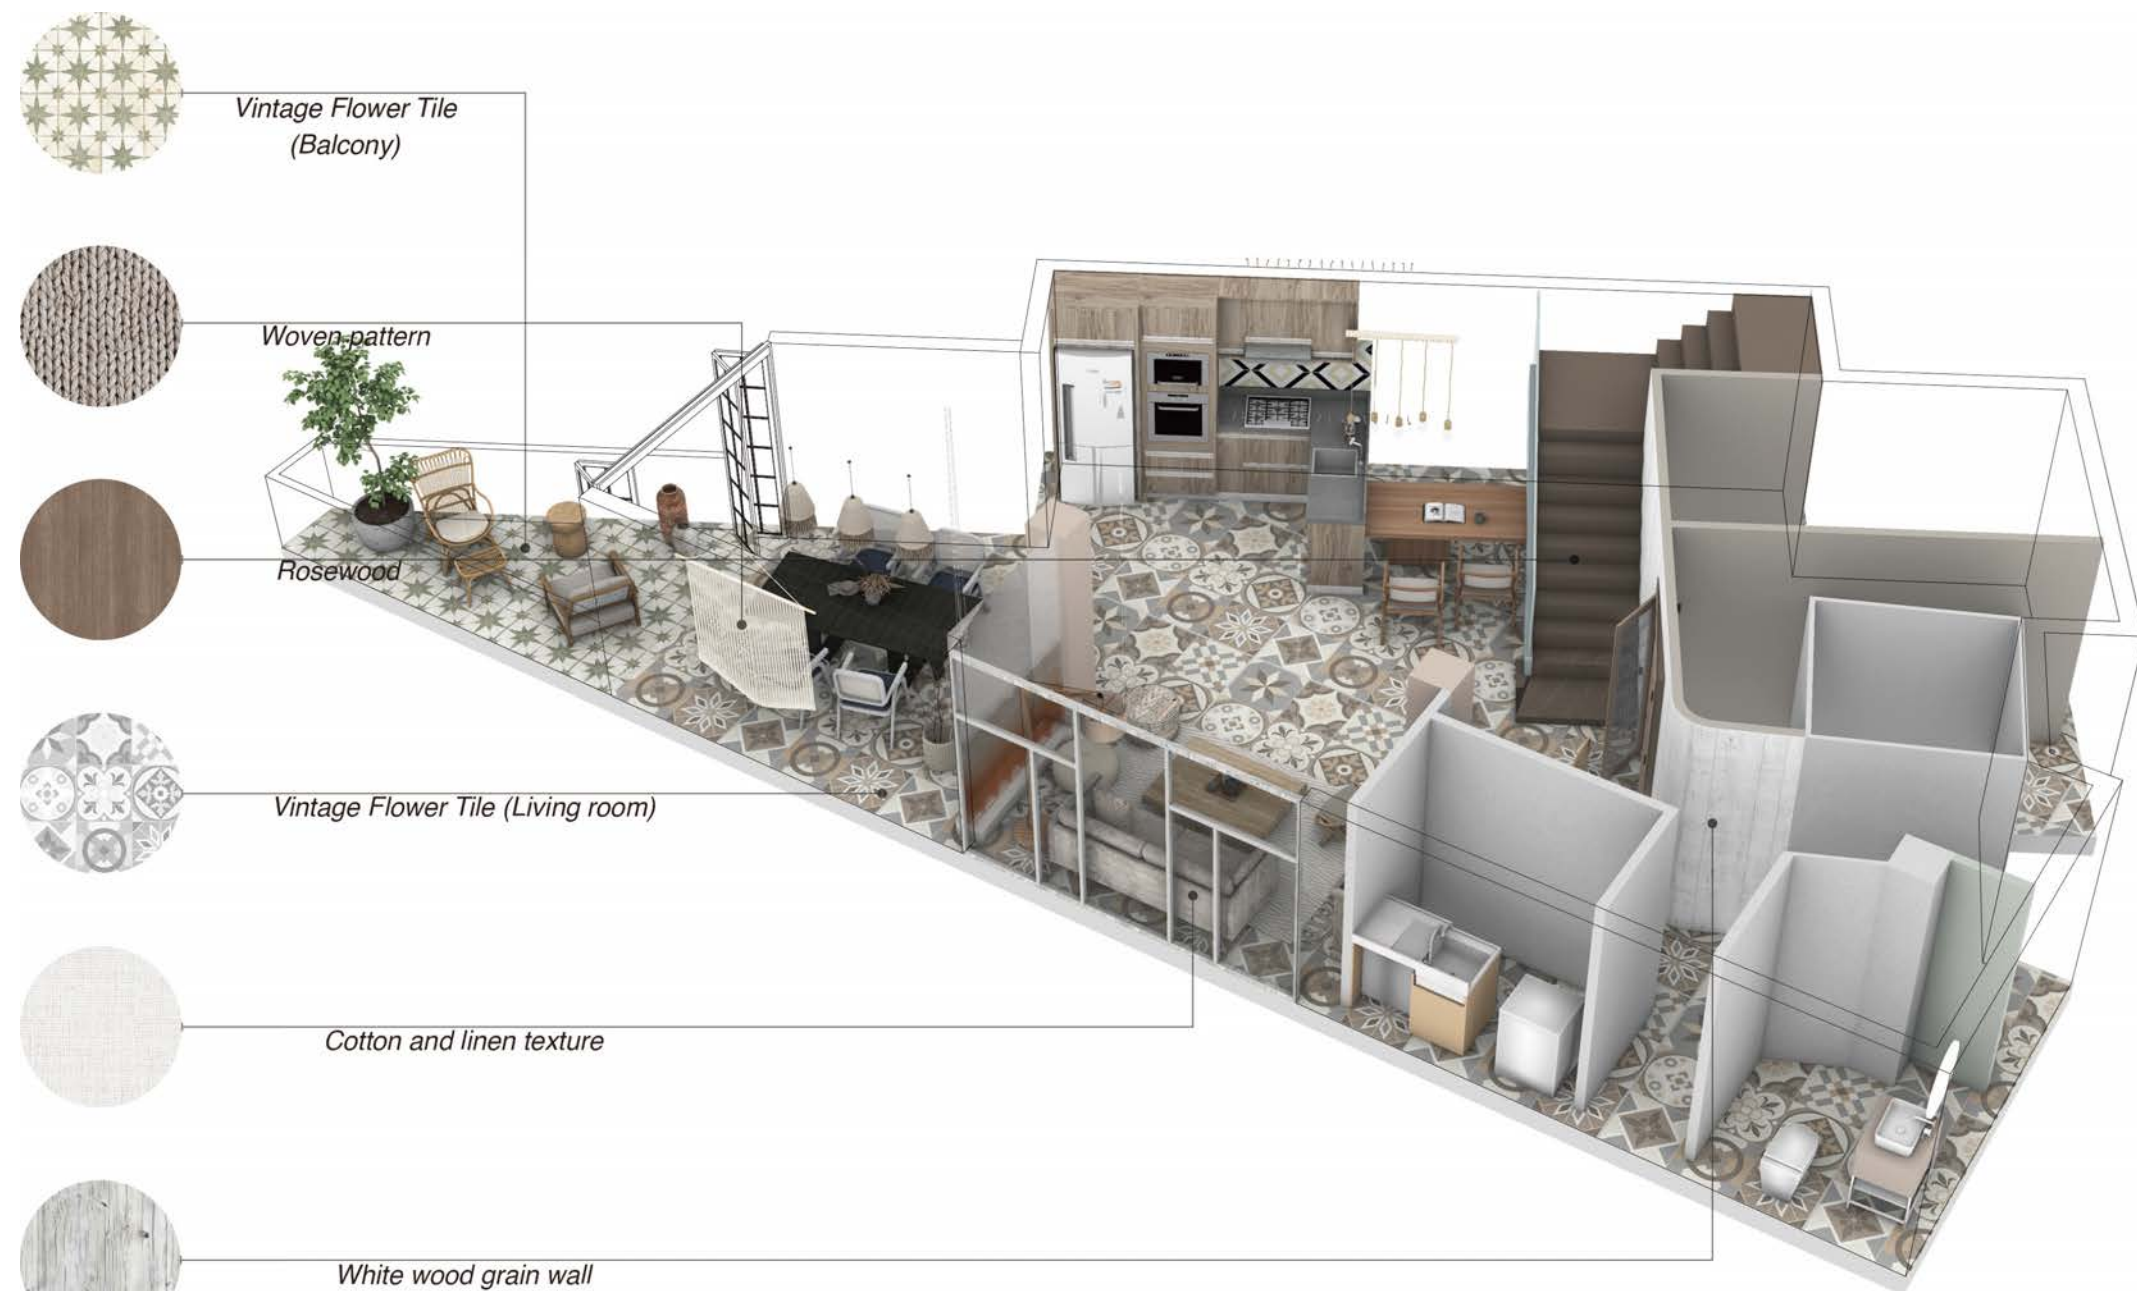 Vintage Flower Tile
(Balcony)
Woven pattern
Rosewood
Vintage Flower Tile (Living room)
Cotton and linen texture
White wood grain wall